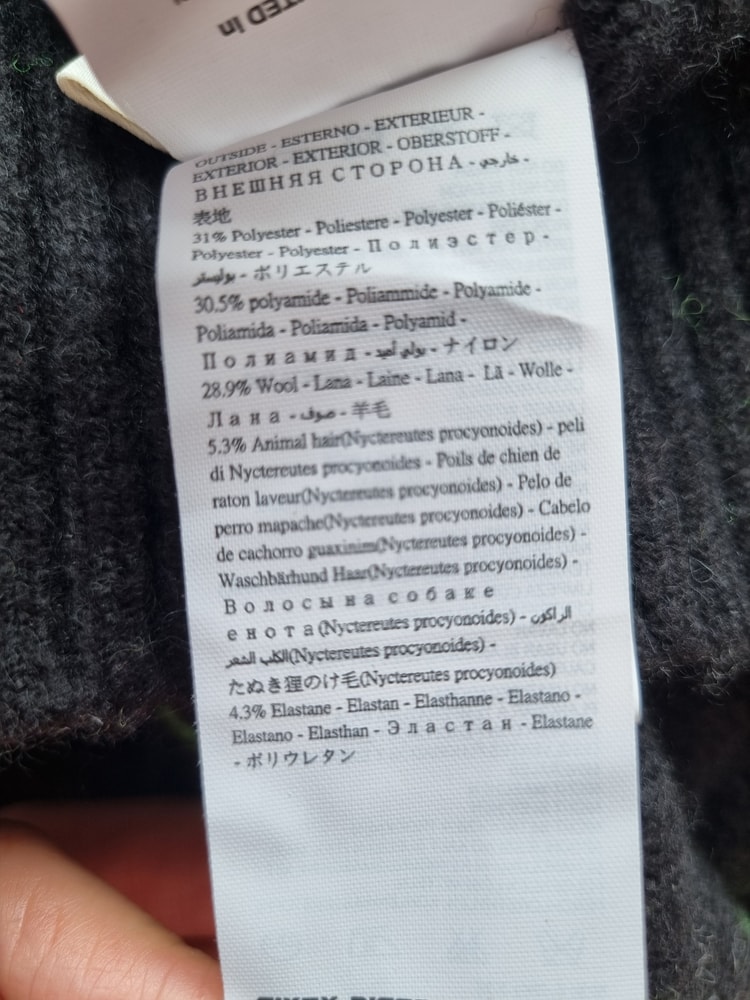 TED In
OUTSIDE - ESTERNO - EXTERIEUR -
EXTERIOR - EXTERIOR - OBERSTOFF -
ВНЕШНЯЯ СТОРОНА - خارجي -
表地
31% Polyester - Poliestere - Polyester - Poliéster -
Polyester - Polyester - Полиэстер -
بوليستر - ポリエステル
30.5% polyamide - Poliammide - Polyamide -
Poliamida - Poliamida - Polyamid -
Полиамид - بولي أميد - ナイロン
28.9% Wool - Lana - Laine - Lana - Lã - Wolle -
Лана - صوف - 羊毛
5.3% Animal hair(Nyctereutes procyonoides) - peli
di Nyctereutes procyonoides - Poils de chien de
raton laveur(Nyctereutes procyonoides) - Pelo de
perro mapache(Nyctereutes procyonoides) - Cabelo
de cachorro guaxinim(Nyctereutes procyonoides) -
Waschbärhund Haar(Nyctereutes procyonoides) -
Волосы на собаке
енота(Nyctereutes procyonoides) - الراكون
الكلب الشعر(Nyctereutes procyonoides) -
たぬき狸のけ毛(Nyctereutes procyonoides)
4.3% Elastane - Elastan - Elasthanne - Elastano -
Elastano - Elasthan - Эластан - Elastane
- ポリウレタン